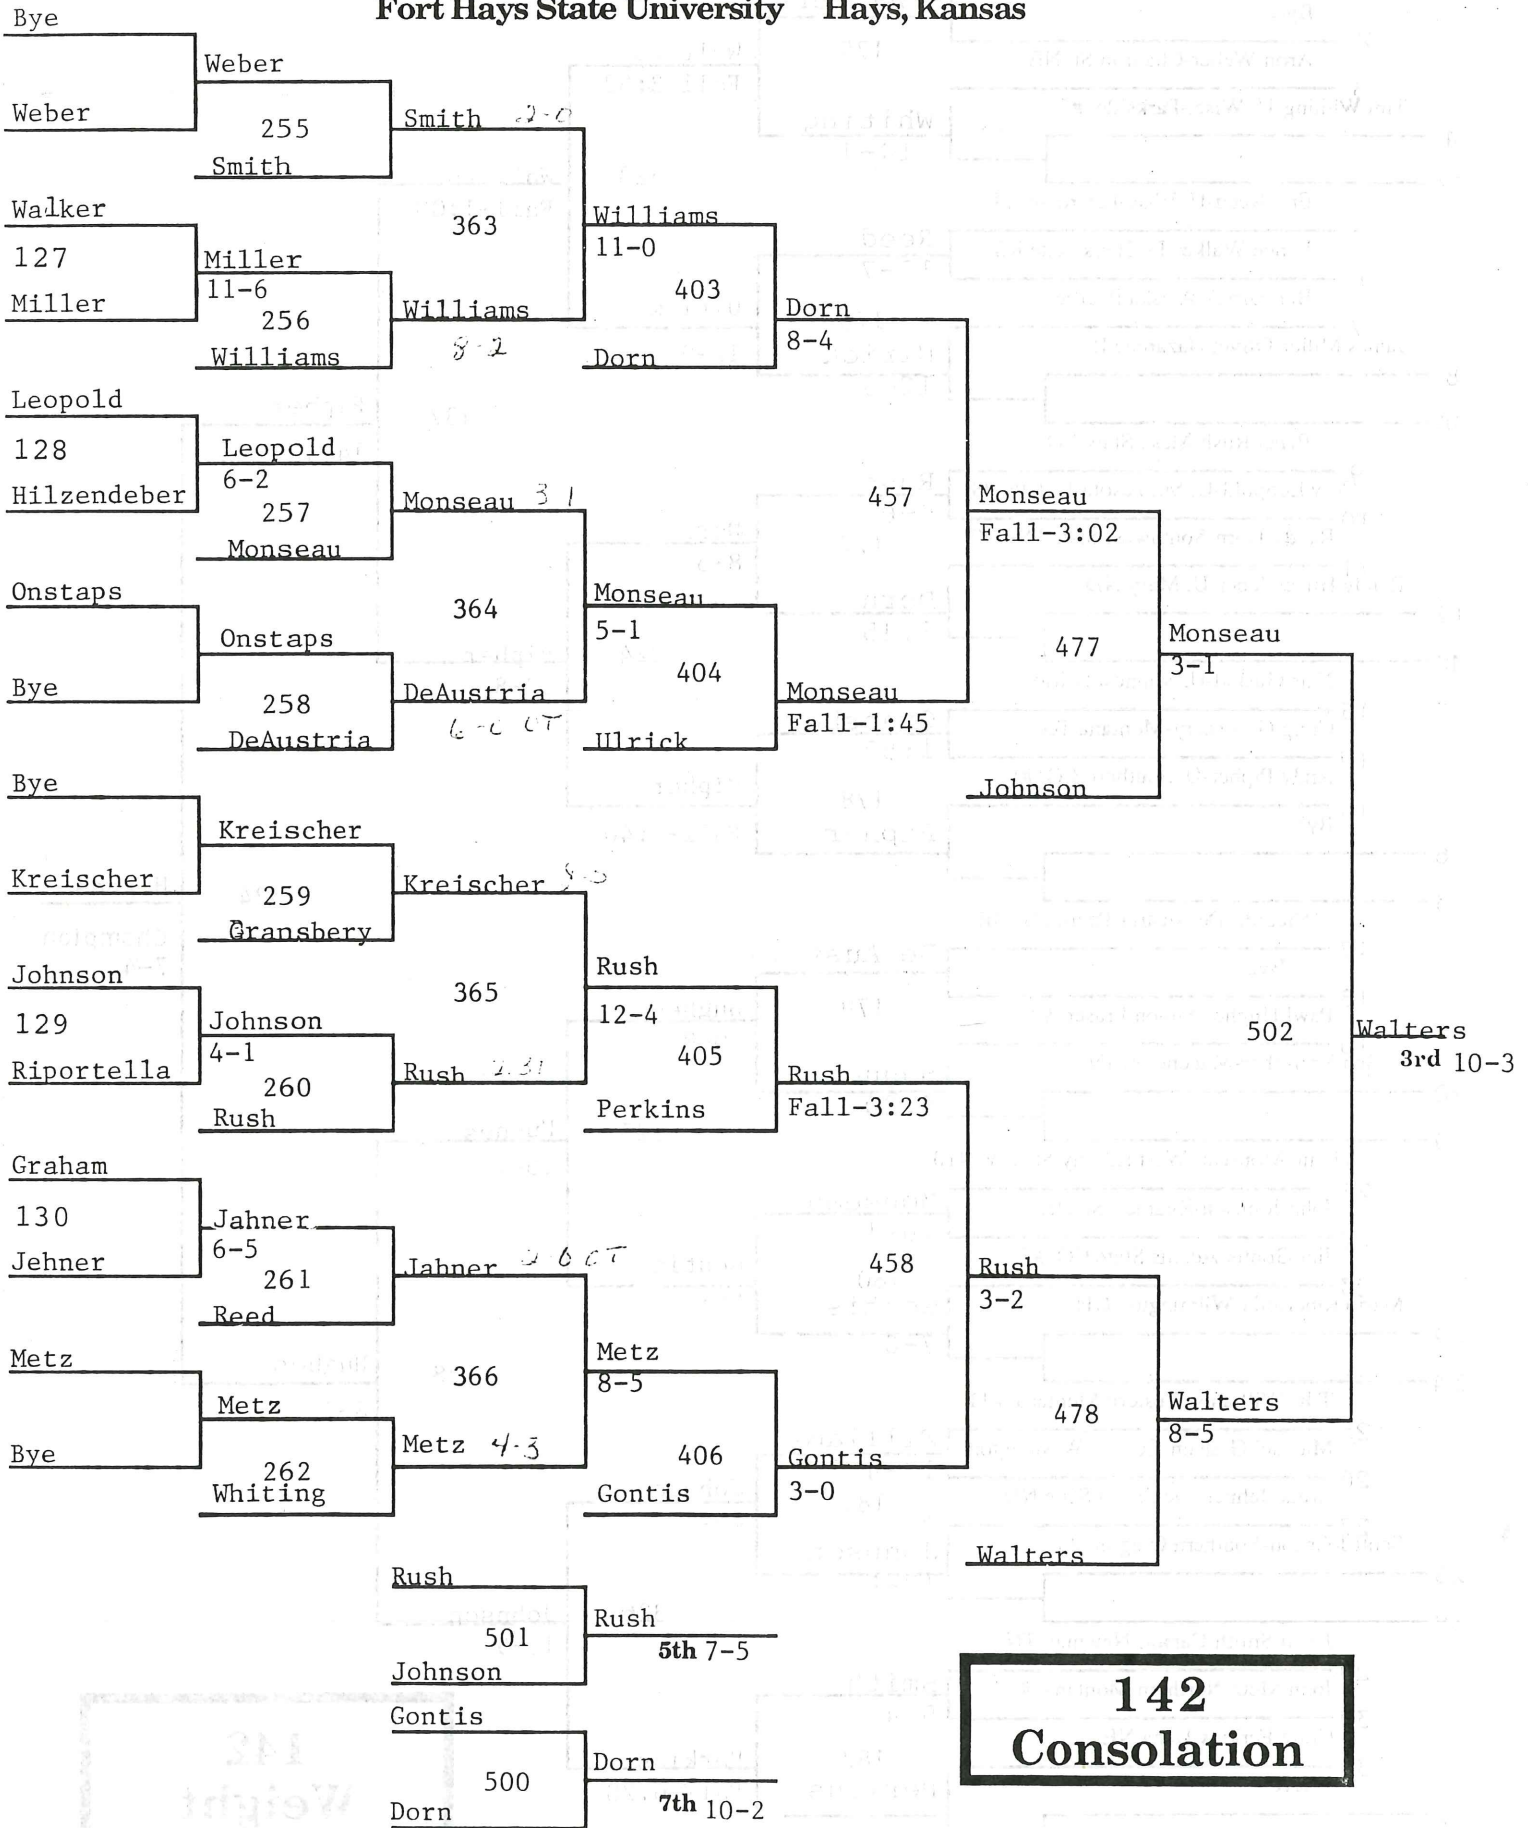 Fort Hays State University Hays, Kansas
Bye
Weber
Weber
255
Smith 2-0
Smith
Walker
363
Williams
127
Miller
11-0
11-6
403
Miller
256
Williams
Dorn
8-2
8-4
Williams
Dorn
Leopold
128
Leopold
6-2
457
Monseau
Hilzendeber
257
Monseau 3 1
Fall-3:02
Monseau
Onstaps
364
Monseau
Onstaps
5-1
477
Monseau
404
3-1
Bye
258
DeAustria
Monseau
DeAustria
OT
Ulrick
Fall-1:45
Bye
Johnson
Kreischer
Kreischer
259
Kreischer
Gransbery
Johnson
365
Rush
129
Johnson
12-4
502
Walters
4-1
405
3rd 10-3
Riportella
260
Rush
Rush
Rush
Perkins
Fall-3:23
Graham
130
Jahner
6-5
458
Rush
Jehner
261
Jahner
3-2
Reed
Metz
366
Metz
8-5
Metz
478
Walters
8-5
Bye
262
Metz 4-3
406
Gontis
Whiting
Gontis
3-0
Walters
Rush
501
Rush
5th 7-5
Johnson
142
Consolation
Gontis
500
Dorn
7th 10-2
Dorn